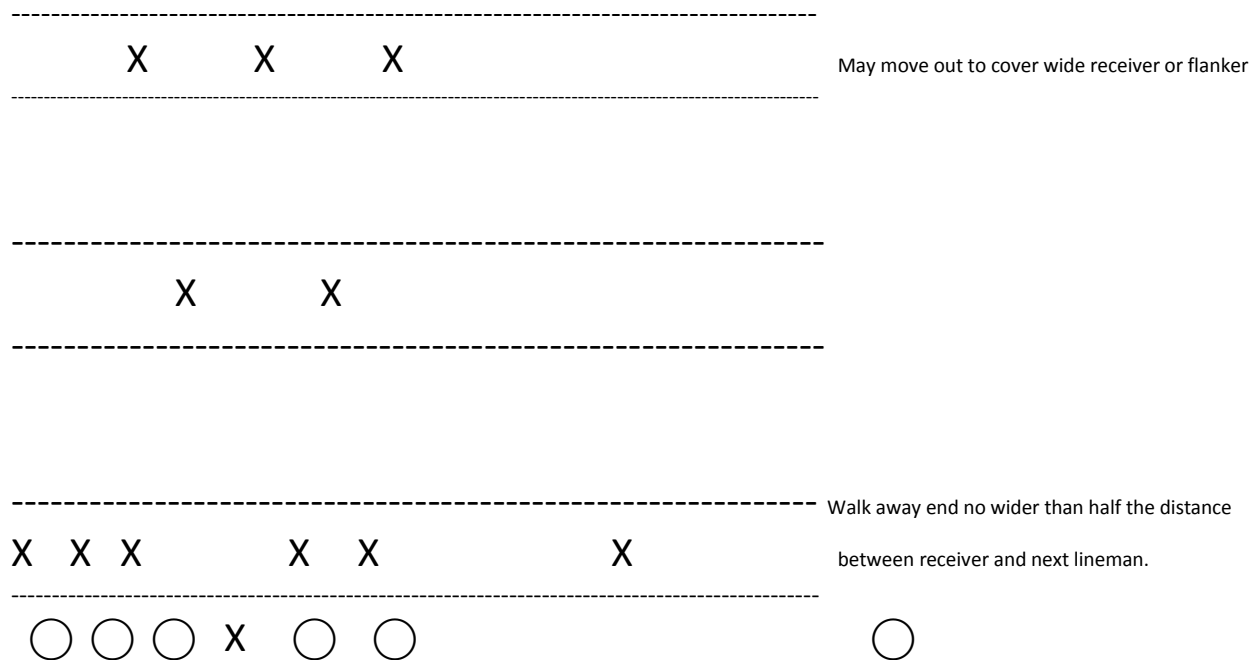 X X X May move out to cover wide receiver or flanker
X X
Walk away end no wider than half the distance
X X X X X X between receiver and next lineman.
X